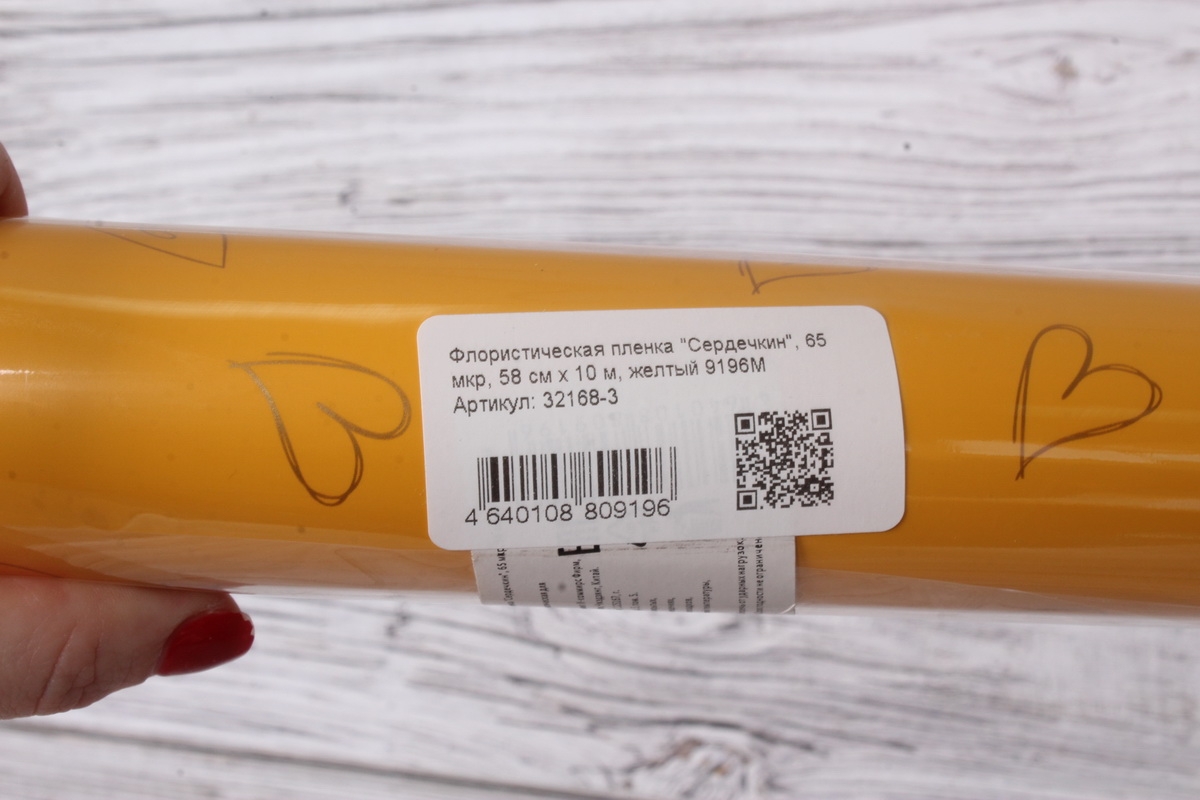 Флористическая пленка "Сердечкин", 65
мкр, 58 см х 10 м, желтый 9196М
Артикул: 32168-3
4 640108 809196